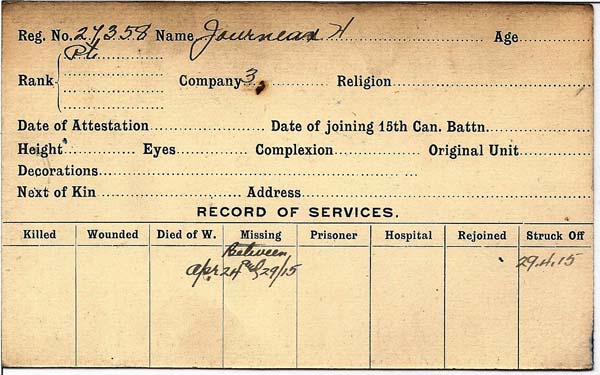 Reg. No. 27358 Name Journeax H Age
Pte
Rank Company 3 Religion
Date of Attestation Date of joining 15th Can. Battn.
Height Eyes Complexion Original Unit
Decorations
Next of Kin Address
RECORD OF SERVICES.
Killed Wounded Died of W. Missing Prisoner Hospital Rejoined Struck Off
Between
Apr 24 29/15 29.4.15